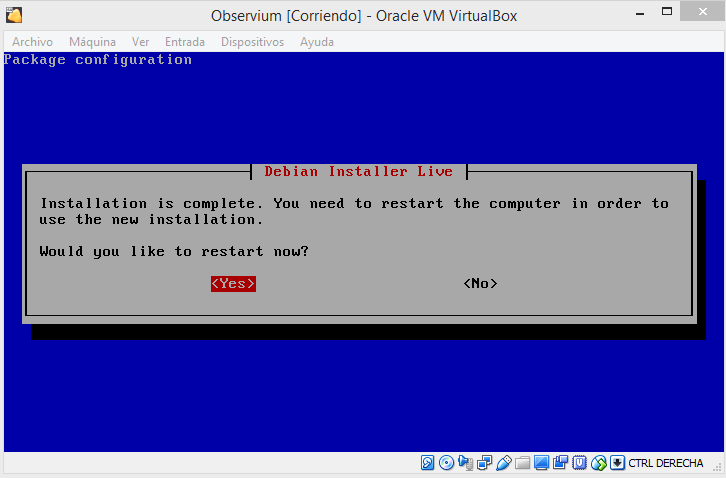 Observium [Corriendo] - Oracle VM VirtualBox
Archivo Máquina Ver Entrada Dispositivos Ayuda
Package configuration
Debian Installer Live
Installation is complete. You need to restart the computer in order to
use the new installation.
Would you like to restart now?
<Yes> <No>
CTRL DERECHA